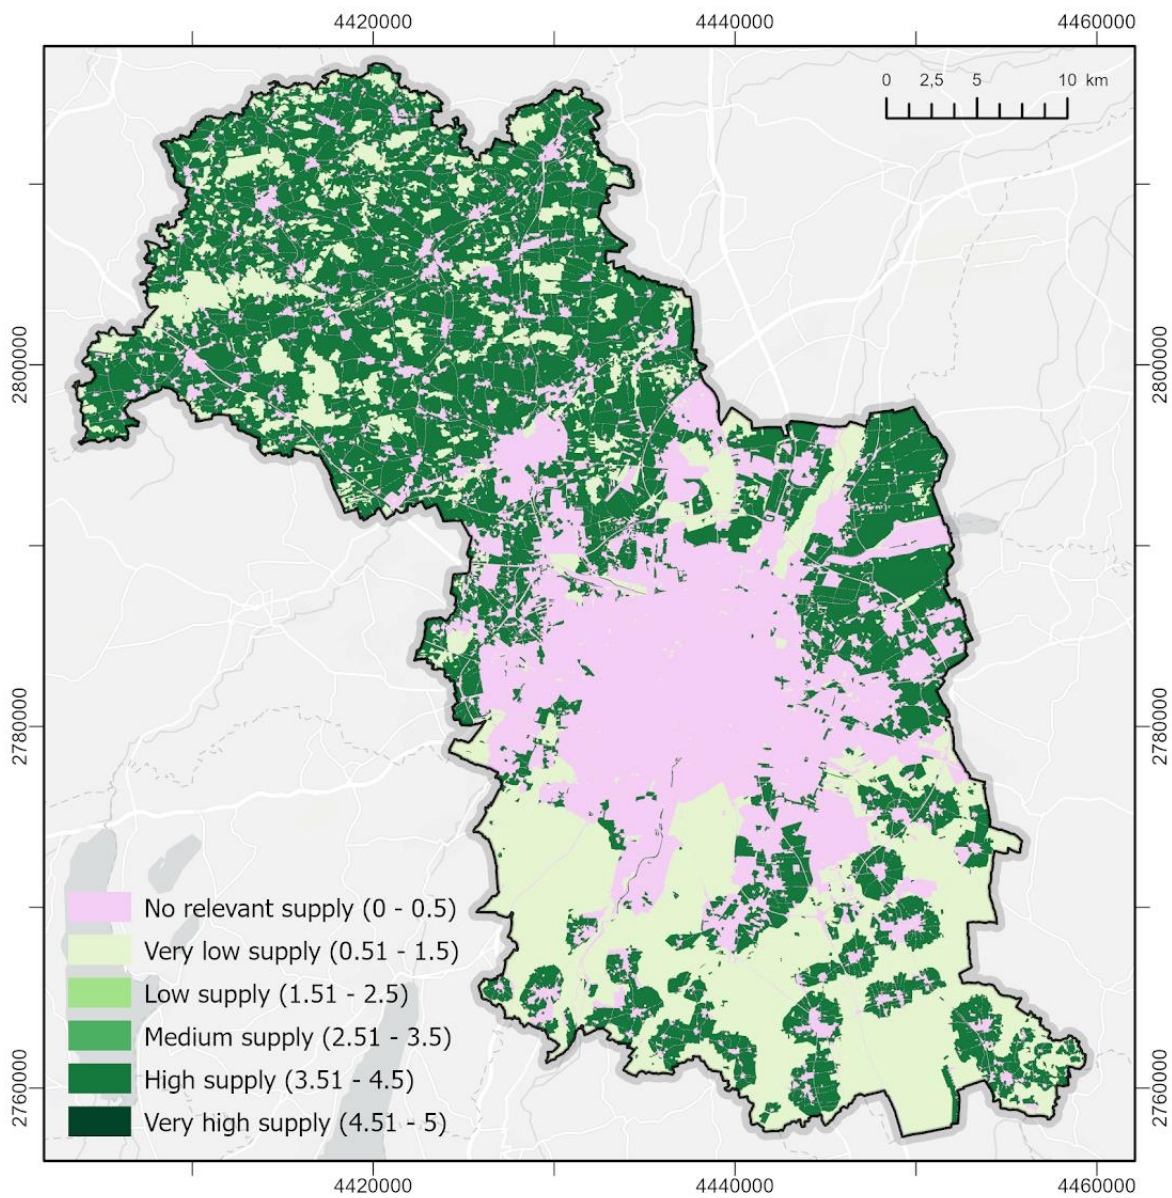 4420000 4440000 4460000
0 2,5 5 10 km
2800000 2800000
2780000 2780000
No relevant supply (0 - 0.5)
Very low supply (0.51 - 1.5)
Low supply (1.51 - 2.5)
Medium supply (2.51 - 3.5)
High supply (3.51 - 4.5)
Very high supply (4.51 - 5)
2760000 2760000
4420000 4440000 4460000